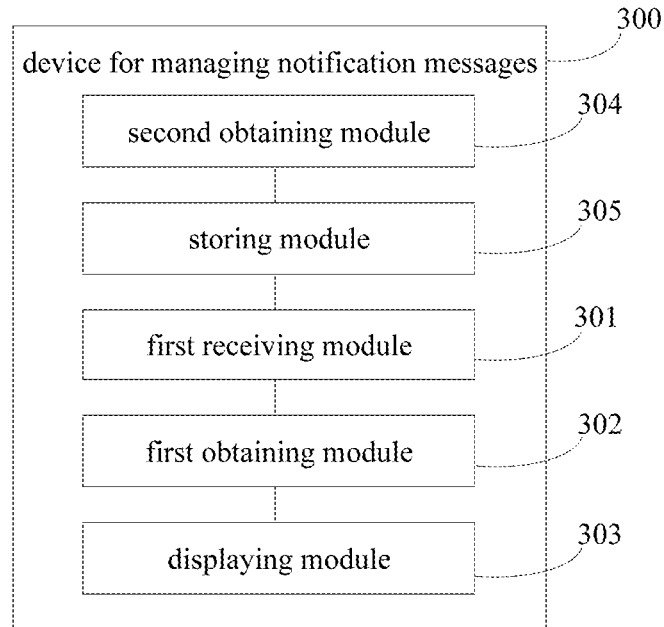 300
device for managing notification messages
304
second obtaining module
305
storing module
301
first receiving module
302
first obtaining module
303
displaying module